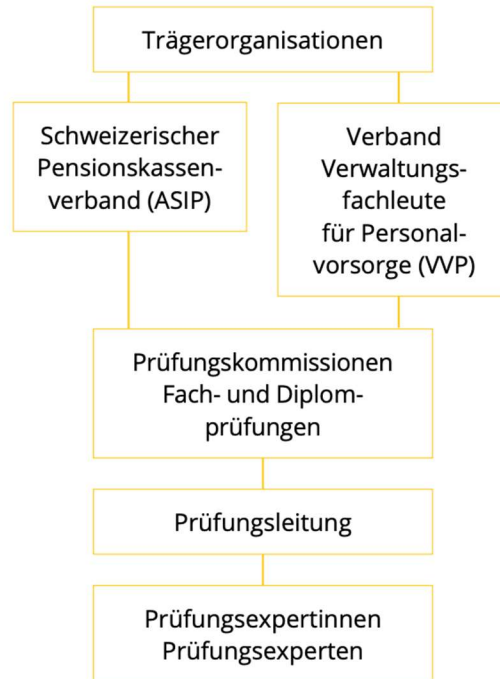 Trägerorganisationen
Schweizerischer
Pensionskassen-
verband (ASIP)
Verband
Verwaltungs-
fachleute
für Personal-
vorsorge (VVP)
Prüfungskommissionen
Fach- und Diplom-
prüfungen
Prüfungsleitung
Prüfungsexpertinnen
Prüfungsexperten